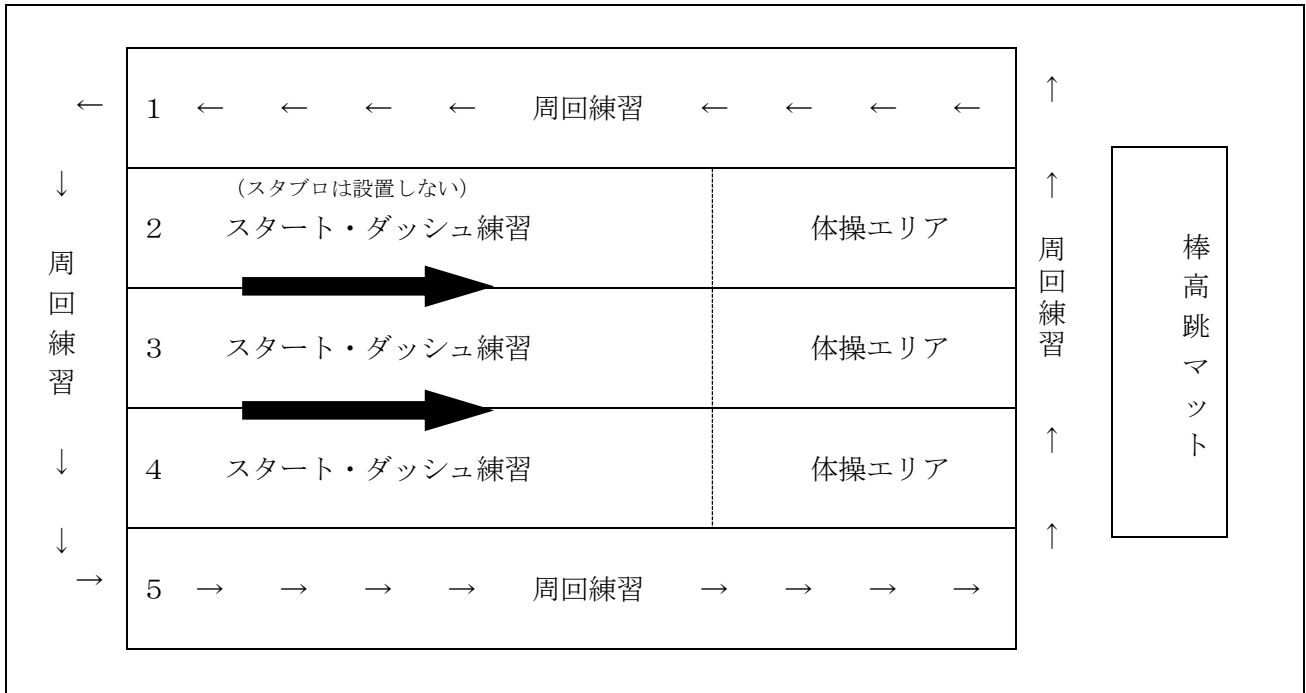 ← 1 ← ← ← ← 周回練習 ← ← ← ← ↑
↓ (スタブロは設置しない) ↑
2 スタート・ダッシュ練習 体操エリア
周回練習
3 スタート・ダッシュ練習 体操エリア
周回練習
棒高跳マット
↓ 4 スタート・ダッシュ練習 体操エリア ↑
↓ ↑
→ 5 → → → → 周回練習 → → → →